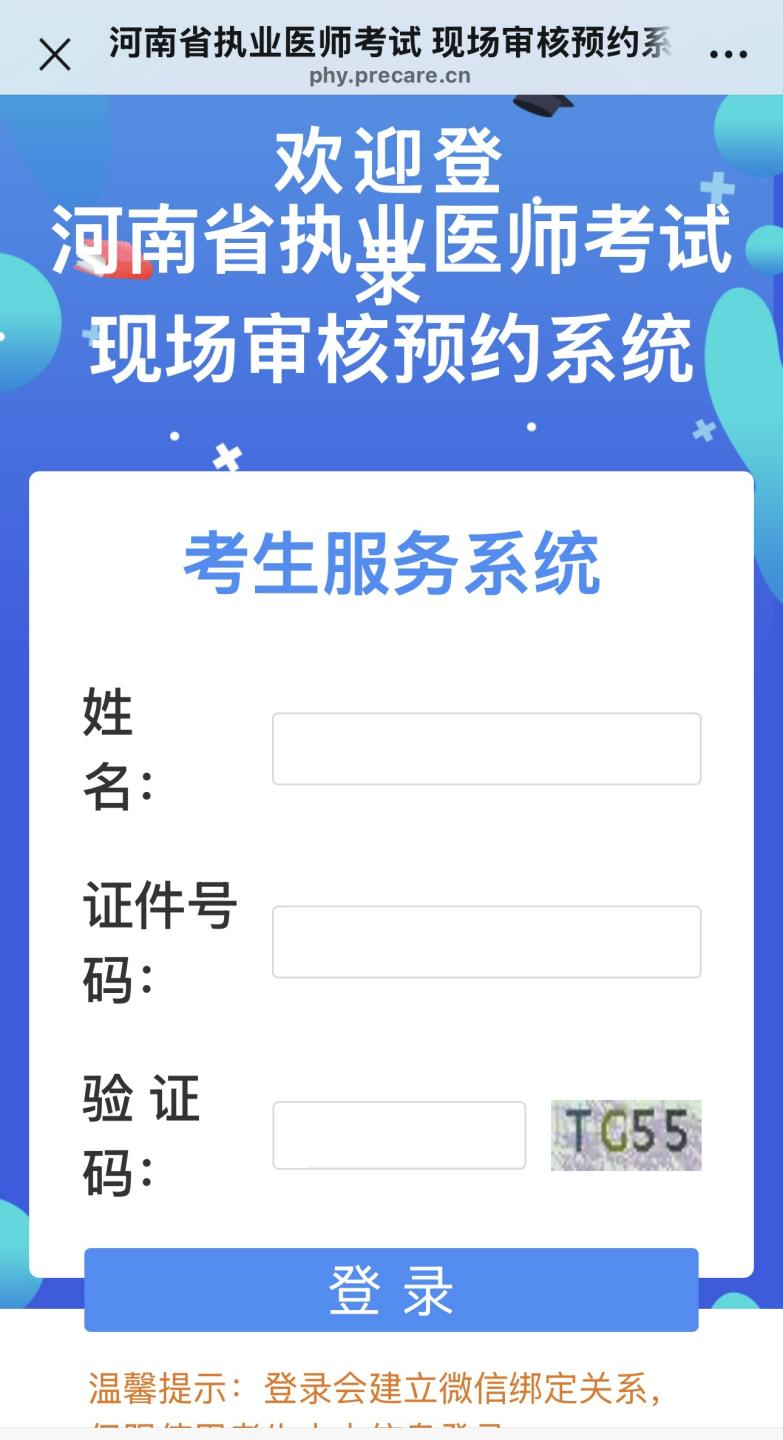 河南省执业医师考试 现场审核预约系
phy.precare.cn
欢迎登
录
河南省执业医师考试
现场审核预约系统
考生服务系统
姓
名：
证件号
码：
验 证
码：
TG55
登 录
温馨提示：登录会建立微信绑定关系，